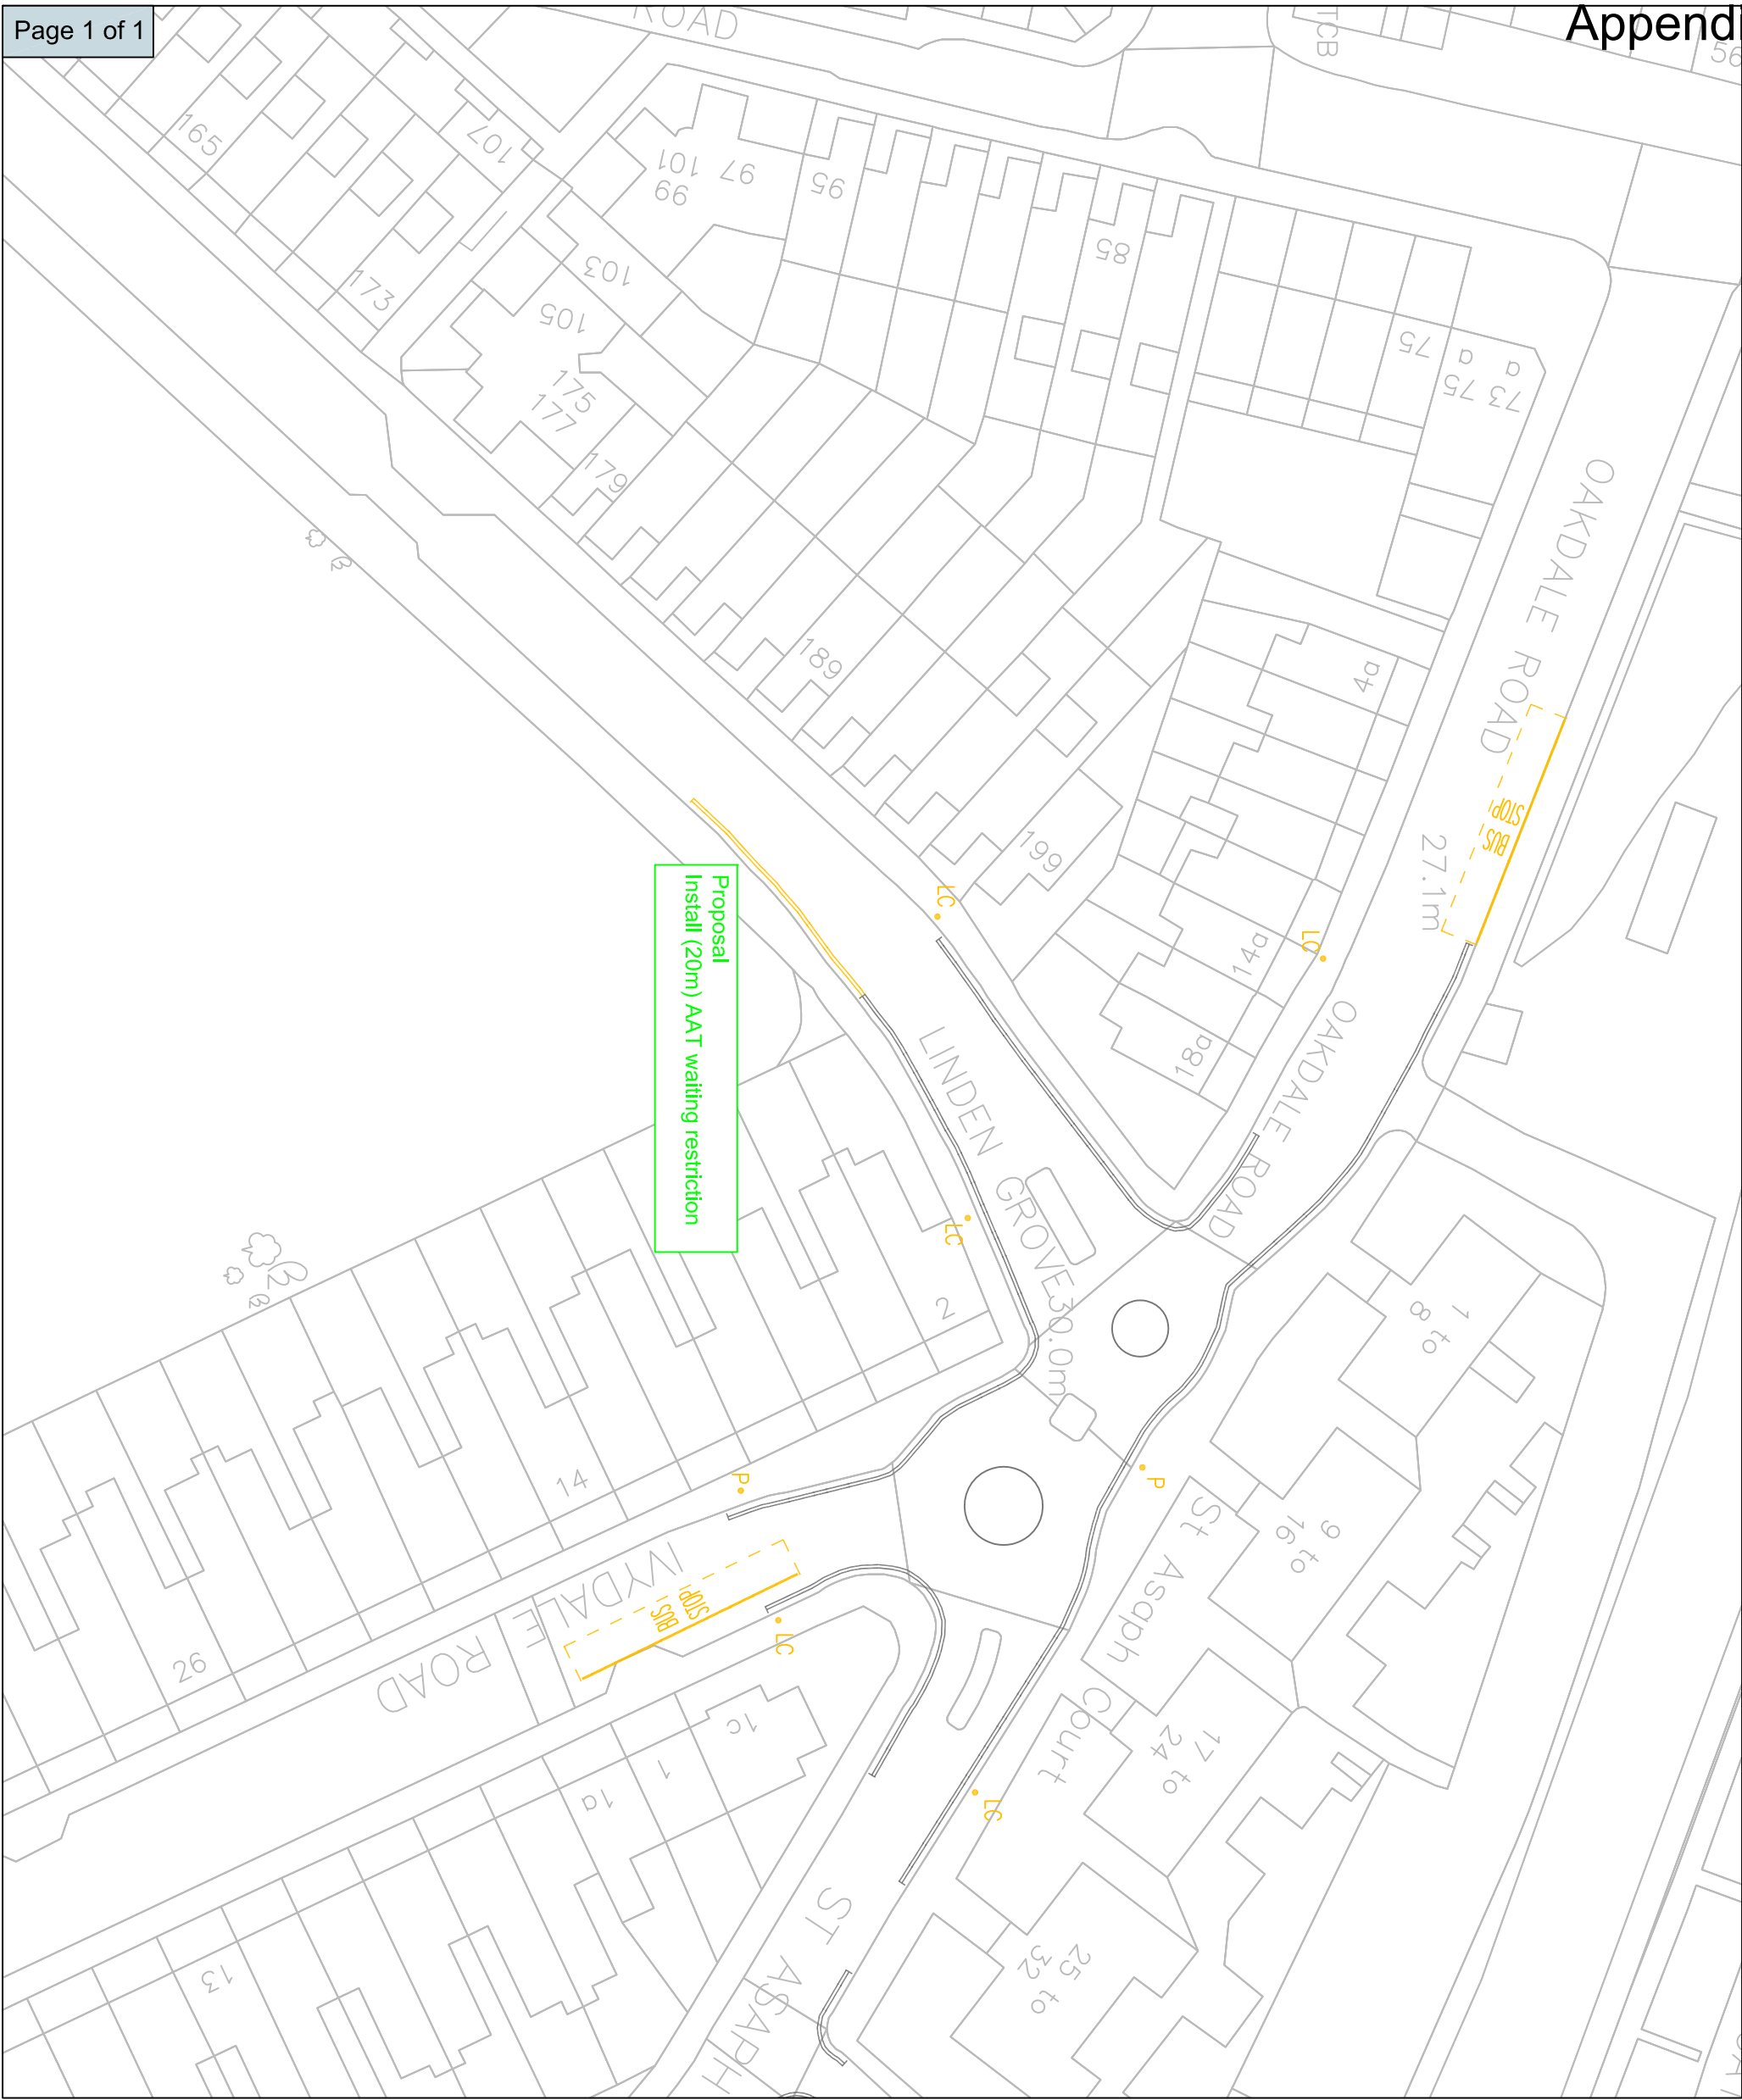 Page 1 of 1
Appendi
ROAD
TCB
56
165
107
101
99
97
95
85
103
105
173
175
177
179
75
75
a
73
a
OAKDALE ROAD
189
4a
BUS
STOP
27.1m
199
LC
LC
14a
18a
OAKDALE ROAD
Proposal
Install (20m) AAT waiting restriction
LINDEN GROVE
LC
2
30.0m
1 to
8
14
P
P
9 to
16
St Asaph Court
IVYDALE ROAD
BUS
STOP
LC
26
1c
1
1a
17 to
24
LC
ST ASAPH
13
25 to
32